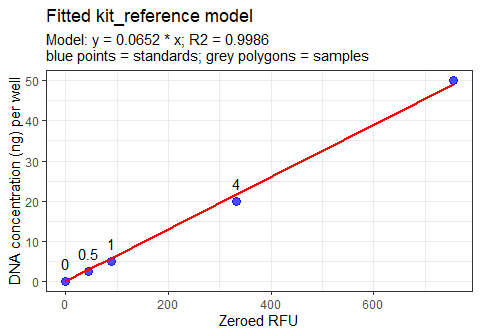 Fitted kit_reference model
Model: y = 0.0652 * x; R2 = 0.9986
blue points = standards; grey polygons = samples
DNA concentration (ng) per well
50
40
30
20
10
0
0
0.5
1
4
0
200
400
600
Zeroed RFU